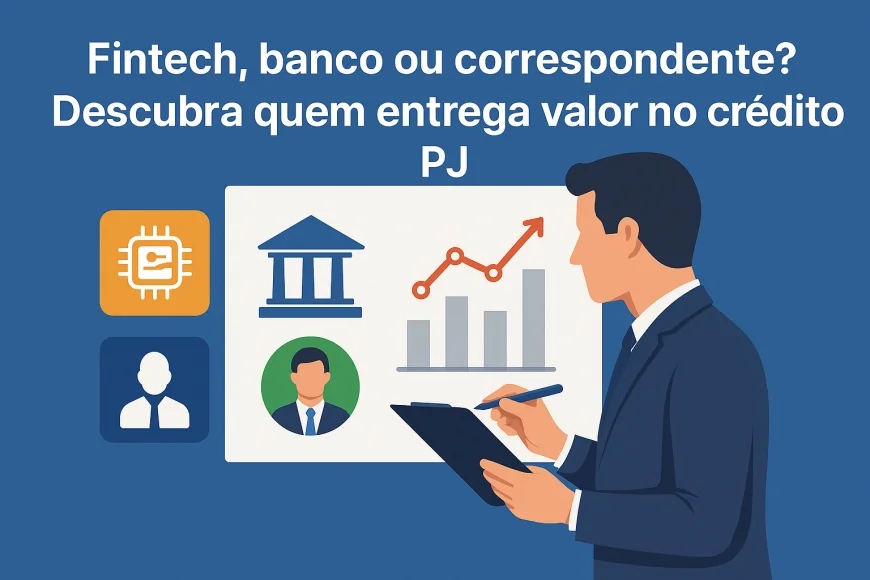 Fintech, banco ou correspondente?
Descubra quem entrega valor no crédito
PJ